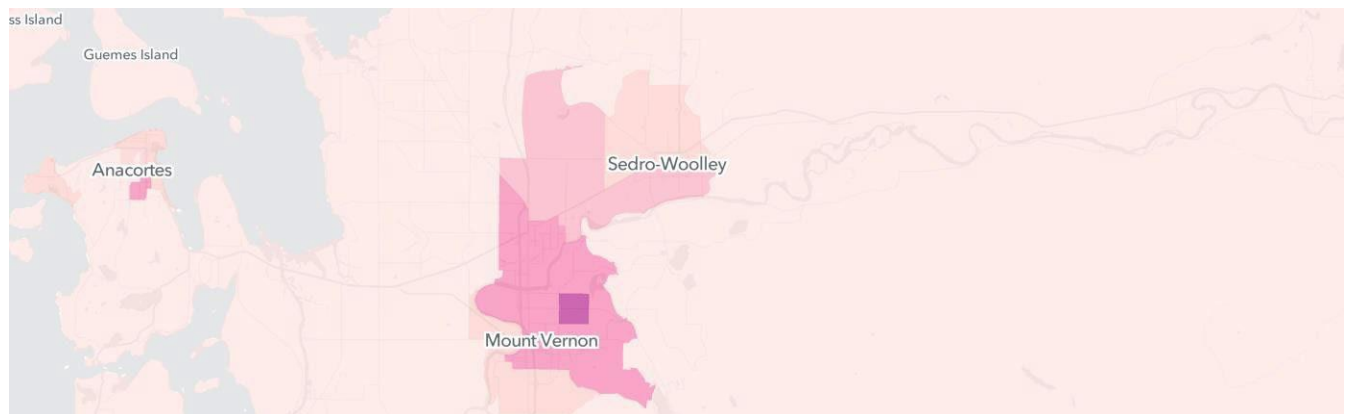 ss Island
Guemes Island
Anacortes
Sedro-Woolley
Mount Vernon